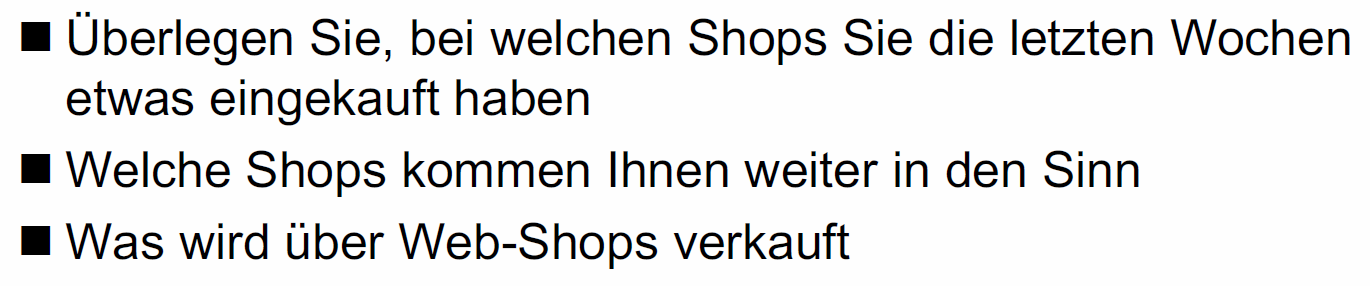 ■ Überlegen Sie, bei welchen Shops Sie die letzten Wochen
etwas eingekauft haben
■ Welche Shops kommen Ihnen weiter in den Sinn
■ Was wird über Web-Shops verkauft